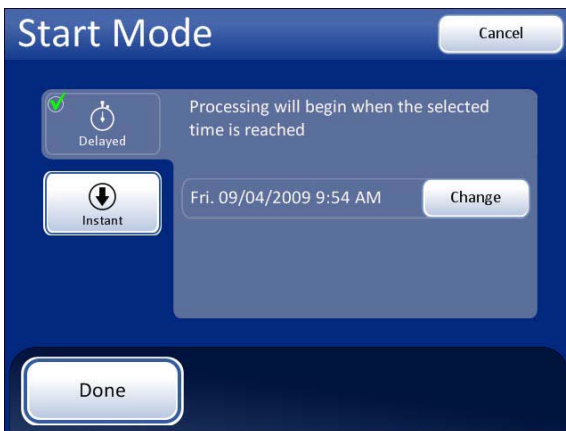 Start Mode
Cancel
Delayed
Processing will begin when the selected
time is reached
Instant
Fri. 09/04/2009 9:54 AM
Change
Done